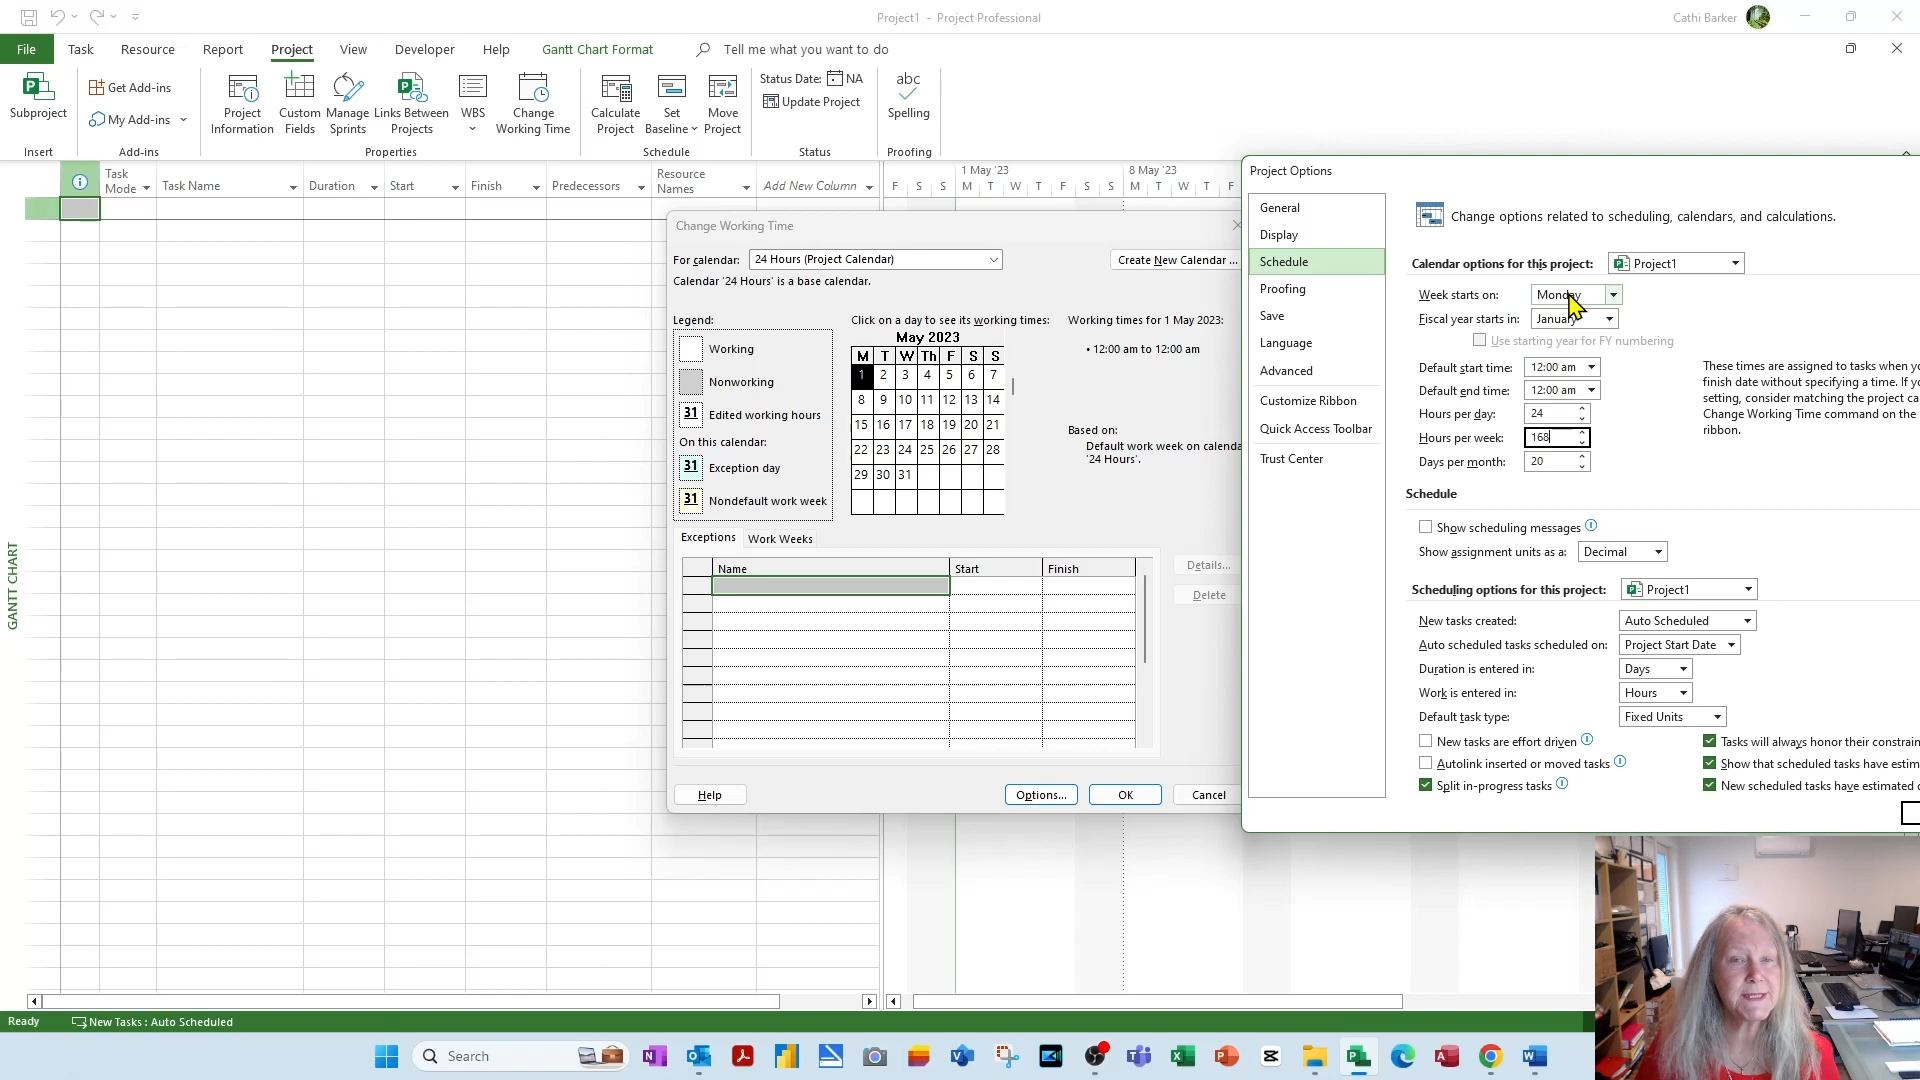 Project1 - Project Professional
Cathi Barker
File
Task
Resource
Report
Project
View
Developer
Help
Gantt Chart Format
Tell me what you want to do
Subproject
Get Add-ins
My Add-ins
Project Information
Custom Fields
Manage Sprints
Links Between Projects
WBS
Change Working Time
Calculate Project
Set Baseline
Move Project
Status Date:
NA
Update Project
abc
Spelling
Insert
Add-ins
Properties
Schedule
Status
Proofing
Task Mode
Task Name
Duration
Start
Finish
Predecessors
Resource Names
Add New Column
1 May '23
8 May '23
F S S M T W T F S S M T W T F
GANTT CHART
Change Working Time
For calendar:
24 Hours (Project Calendar)
Create New Calendar ...
Calendar '24 Hours' is a base calendar.
Legend:
Working
Nonworking
31 Edited working hours
On this calendar:
31 Exception day
31 Nondefault work week
Click on a day to see its working times:
May 2023
M T W Th F S S
1 2 3 4 5 6 7
8 9 10 11 12 13 14
15 16 17 18 19 20 21
22 23 24 25 26 27 28
29 30 31
Working times for 1 May 2023:
• 12:00 am to 12:00 am
Based on:
Default work week on calenda
'24 Hours'.
Exceptions
Work Weeks
Name
Start
Finish
Details...
Delete
Help
Options...
OK
Cancel
Project Options
General
Display
Schedule
Proofing
Save
Language
Advanced
Customize Ribbon
Quick Access Toolbar
Trust Center
Change options related to scheduling, calendars, and calculations.
Calendar options for this project:
Project1
Week starts on:
Monday
Fiscal year starts in:
January
Use starting year for FY numbering
Default start time:
12:00 am
Default end time:
12:00 am
Hours per day:
24
Hours per week:
168
Days per month:
20
These times are assigned to tasks when yo
finish date without specifying a time. If yo
setting, consider matching the project ca
Change Working Time command on the
ribbon.
Schedule
Show scheduling messages
Show assignment units as a:
Decimal
Scheduling options for this project:
Project1
New tasks created:
Auto Scheduled
Auto scheduled tasks scheduled on:
Project Start Date
Duration is entered in:
Days
Work is entered in:
Hours
Default task type:
Fixed Units
New tasks are effort driven
Autolink inserted or moved tasks
Split in-progress tasks
Tasks will always honor their constrain
Show that scheduled tasks have estim
New scheduled tasks have estimated d
Ready
New Tasks : Auto Scheduled
Search